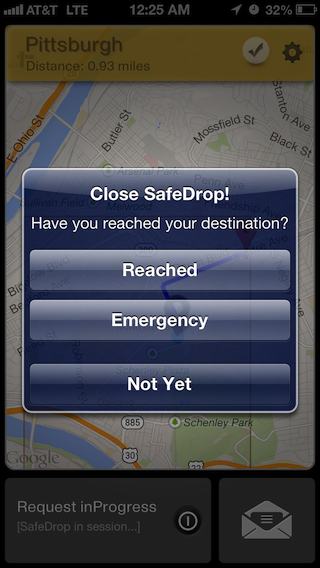 AT&T LTE 12:25 AM 32%
Pittsburgh
Distance: 0.93 miles
E Ohio St
Butler St
Mossfield St
Stanton Ave
Black St
Arsenal Park
Penn Ave
Close SafeDrop!
Have you reached your destination?
Reached
Emergency
Not Yet
885
Schenley Park
Google
Request inProgress
[SafeDrop in session...]